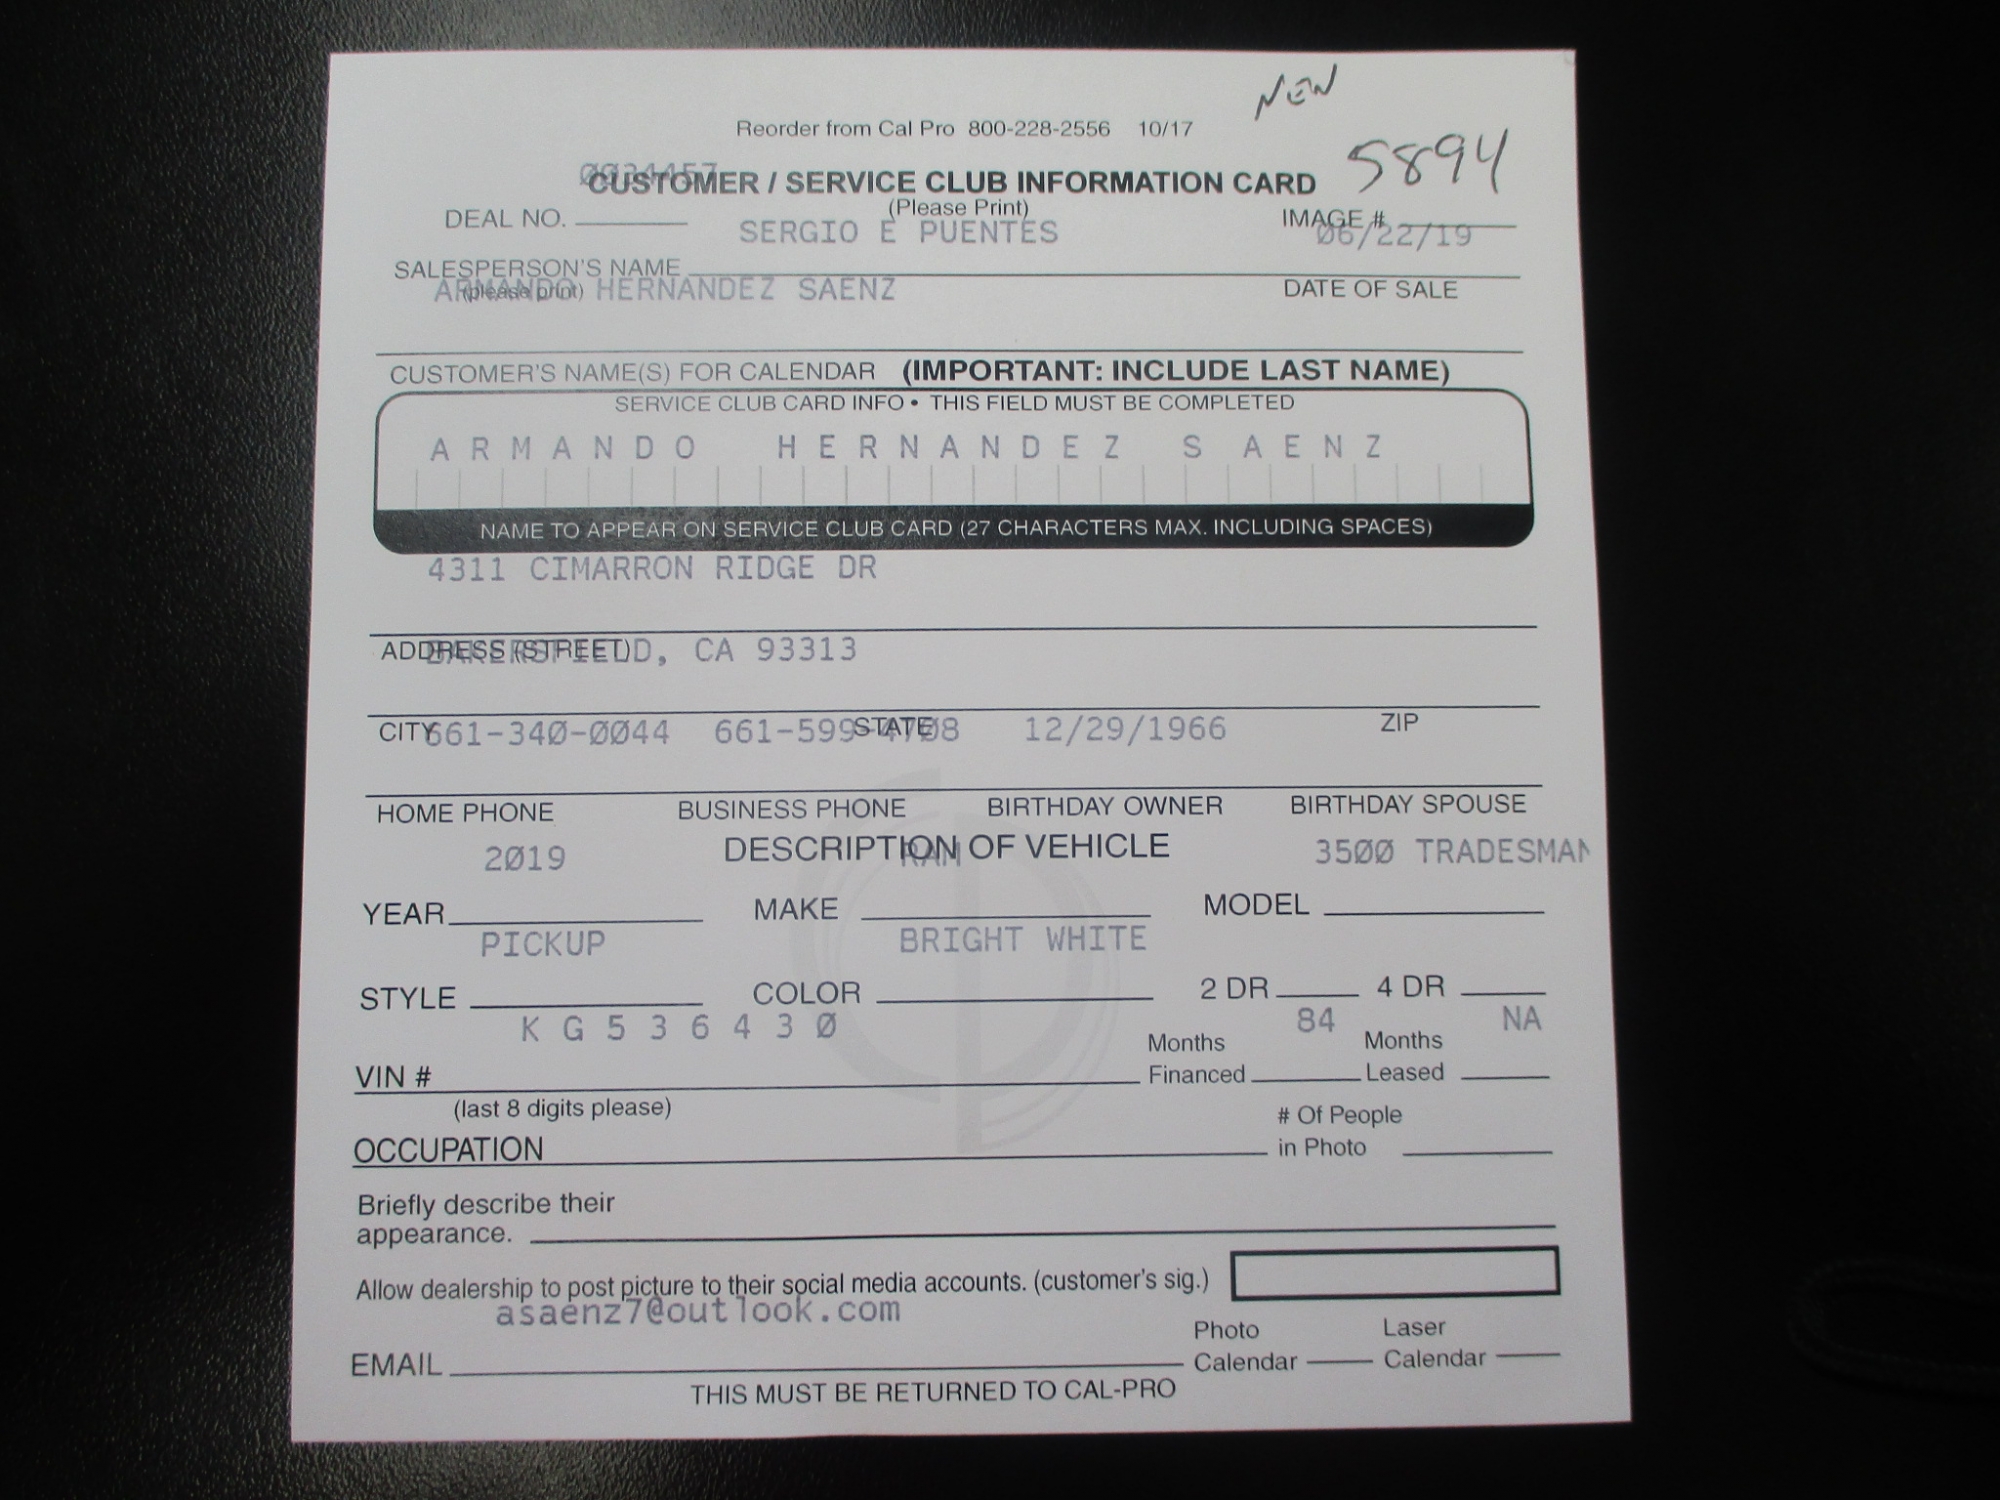 NEW
Reorder from Cal Pro 800-228-2556 10/17
5894
0034457
CUSTOMER / SERVICE CLUB INFORMATION CARD
(Please Print)
DEAL NO. SERGIO E PUENTES IMAGE #
06/22/19
SALESPERSON'S NAME
(please print) ARMANDO HERNANDEZ SAENZ DATE OF SALE
CUSTOMER'S NAME(S) FOR CALENDAR (IMPORTANT: INCLUDE LAST NAME)
SERVICE CLUB CARD INFO • THIS FIELD MUST BE COMPLETED
ARMANDO HERNANDEZ SAENZ
NAME TO APPEAR ON SERVICE CLUB CARD (27 CHARACTERS MAX. INCLUDING SPACES)
4311 CIMARRON RIDGE DR
ADDRESS (STREET) BAKERSFIELD, CA 93313
CITY 661-340-0044 661-599-4708 STATE 12/29/1966 ZIP
HOME PHONE BUSINESS PHONE BIRTHDAY OWNER BIRTHDAY SPOUSE
DESCRIPTION OF VEHICLE
2019 RAM 3500 TRADESMAN
YEAR MAKE MODEL
PICKUP BRIGHT WHITE
STYLE COLOR 2 DR 4 DR
KG536430 84 NA
VIN # Months Financed Months Leased
(last 8 digits please)
OCCUPATION # Of People in Photo
Briefly describe their
appearance.
Allow dealership to post picture to their social media accounts. (customer's sig.)
asaenz7@outlook.com
EMAIL Photo Calendar Laser Calendar
THIS MUST BE RETURNED TO CAL-PRO